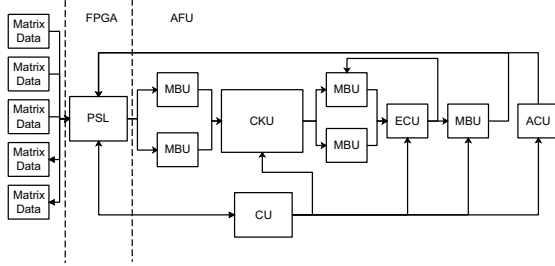 FPGA
AFU
Matrix
Data
Matrix
Data
Matrix
Data
Matrix
Data
Matrix
Data
PSL
MBU
MBU
CKU
MBU
MBU
ECU
MBU
ACU
CU